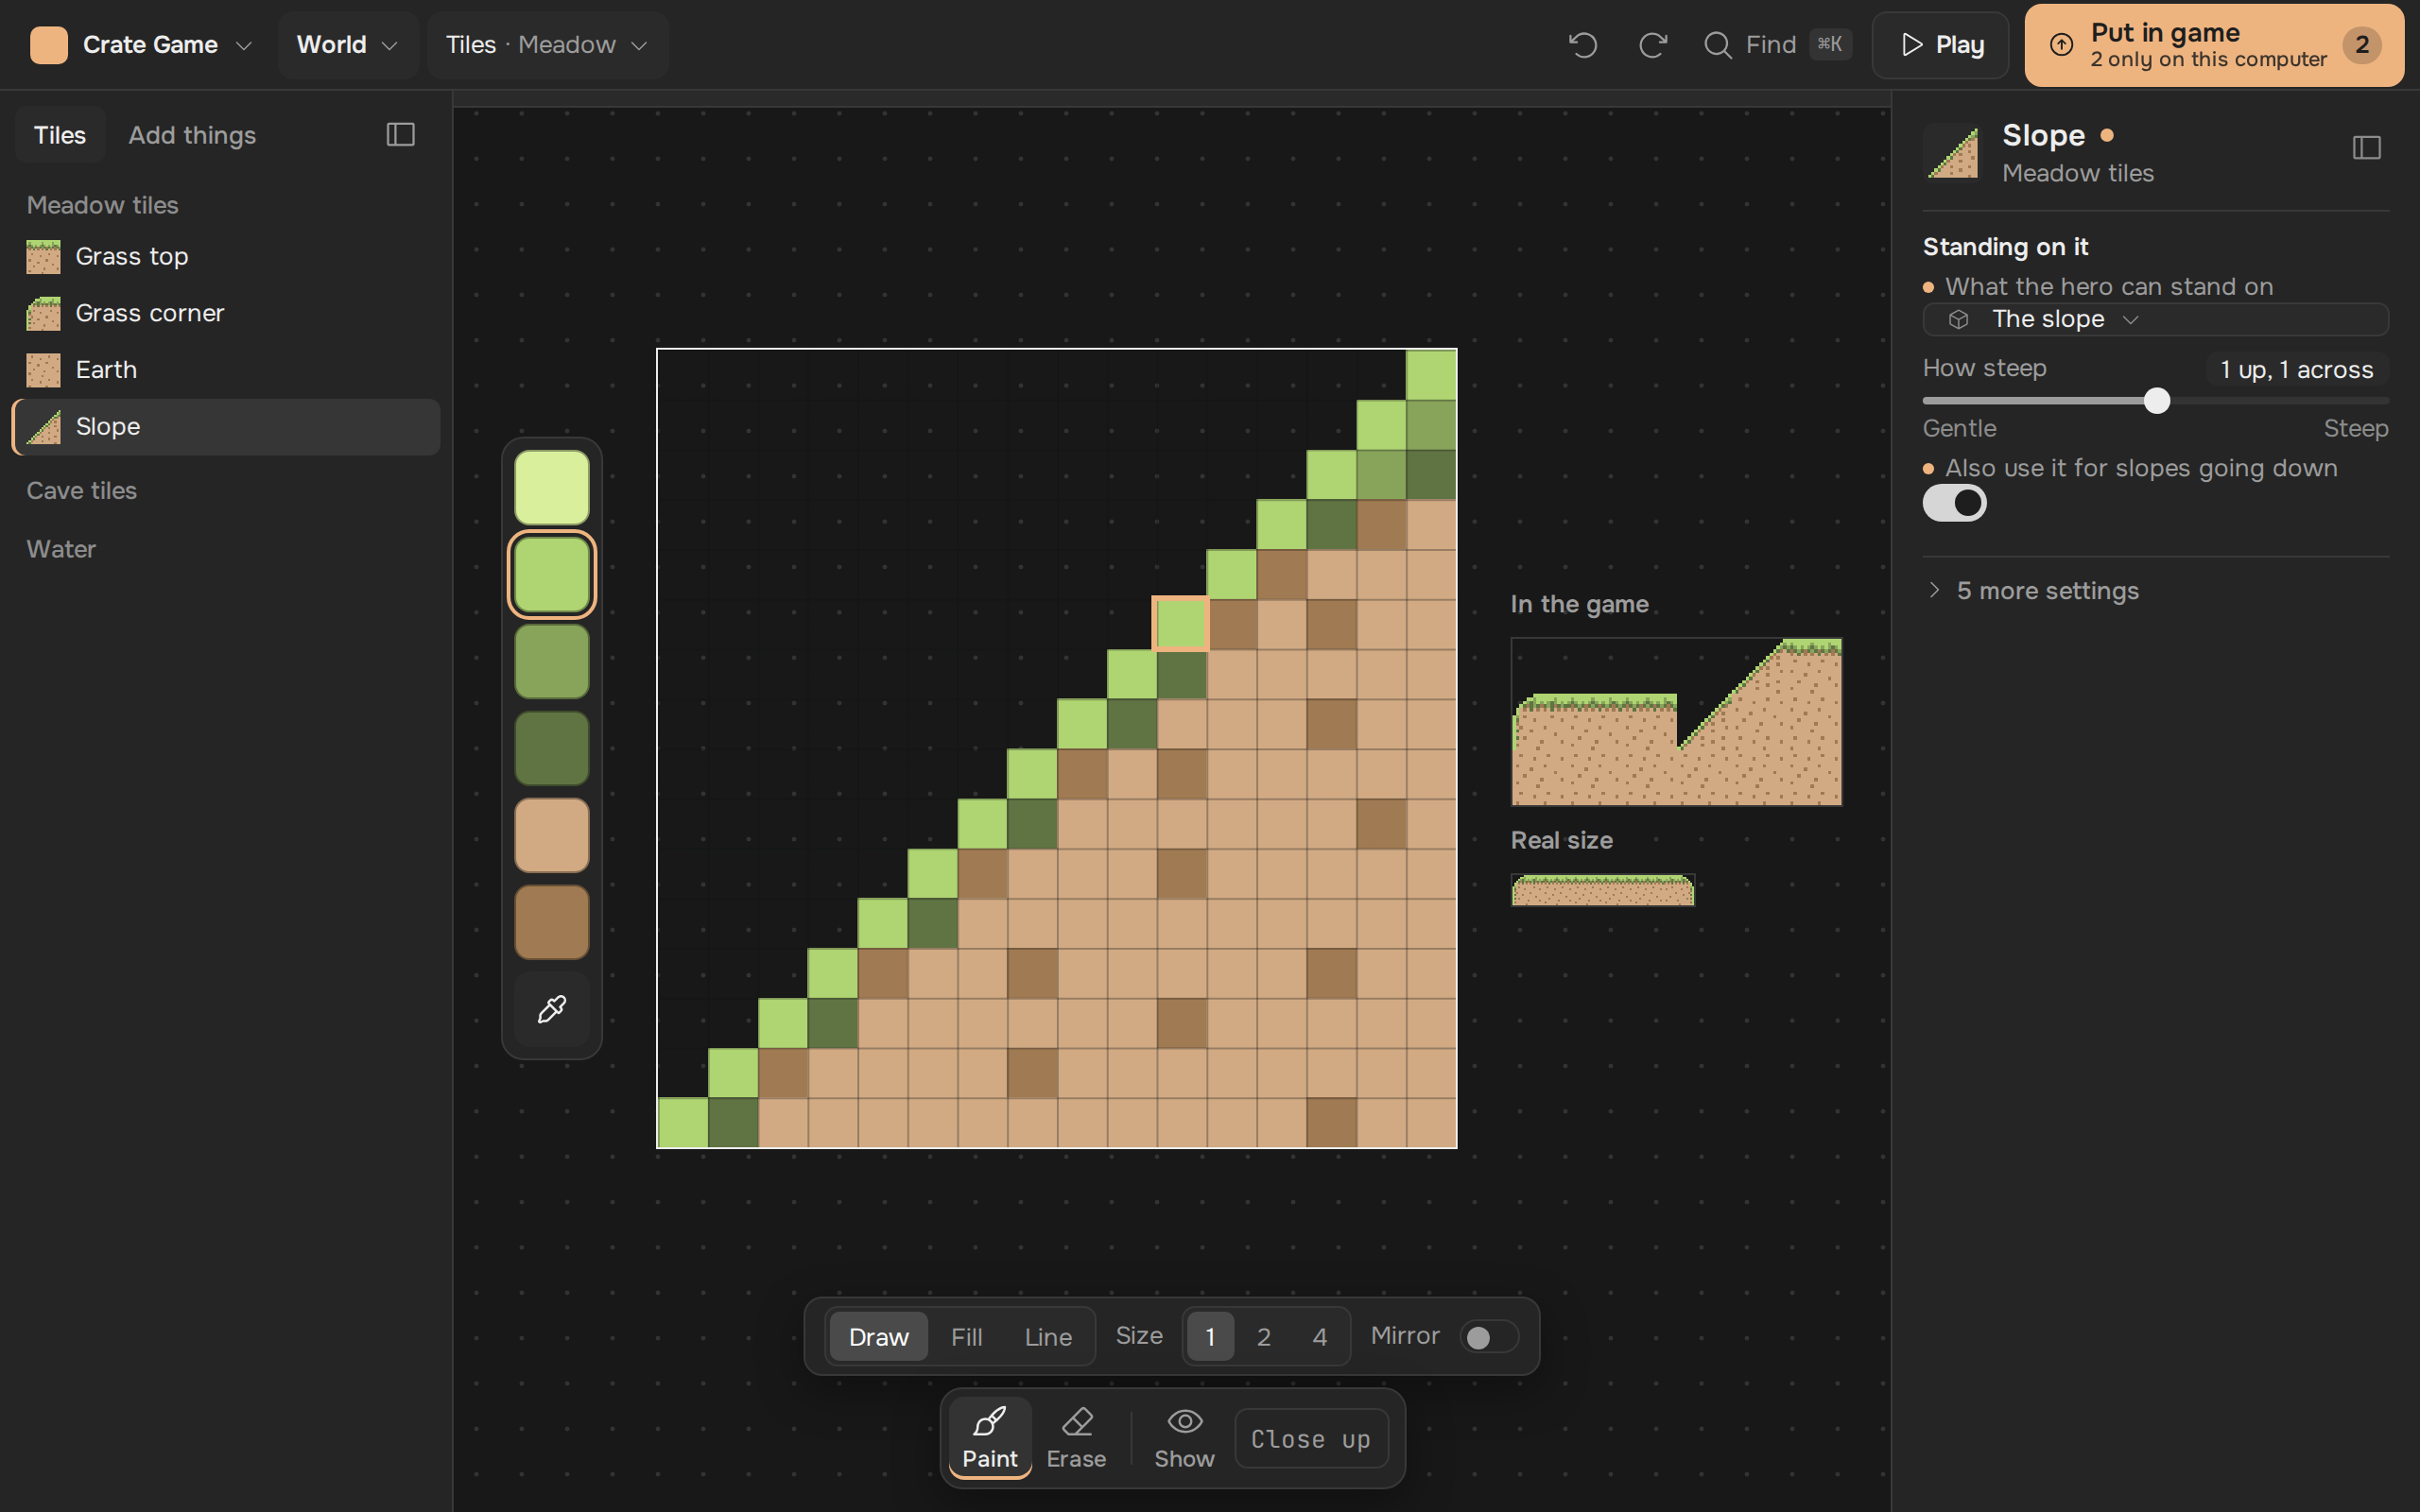 Crate Game
World
Tiles · Meadow
Find ⌘K
Play
Put in game
2 only on this computer
2
Tiles
Add things
Meadow tiles
Grass top
Grass corner
Earth
Slope
Cave tiles
Water
In the game
Real size
Draw
Fill
Line
Size
1
2
4
Mirror
Paint
Erase
Show
Close up
Slope
Meadow tiles
Standing on it
What the hero can stand on
The slope
How steep
1 up, 1 across
Gentle
Steep
Also use it for slopes going down
5 more settings